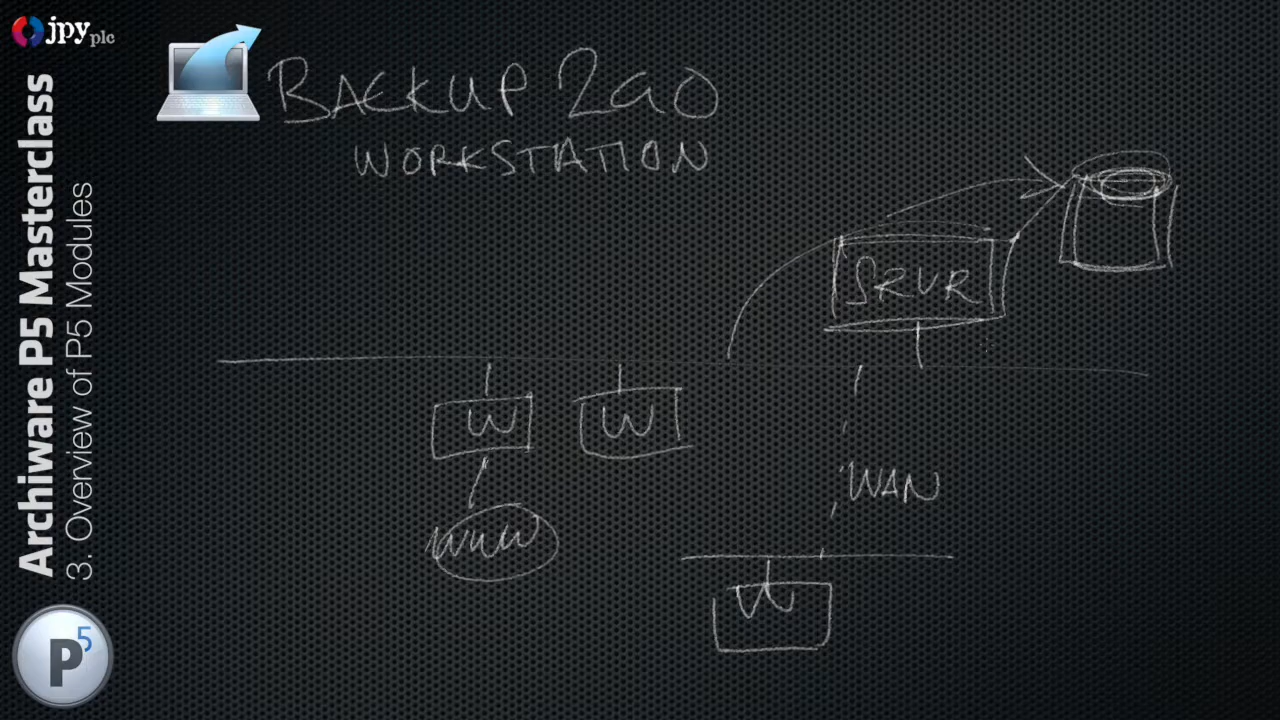 jpy plc
Archiware P5 Masterclass
3. Overview of P5 Modules
P5
BACKUP 2GO
WORKSTATION
SRVR
W
W
WAN
WWW
W